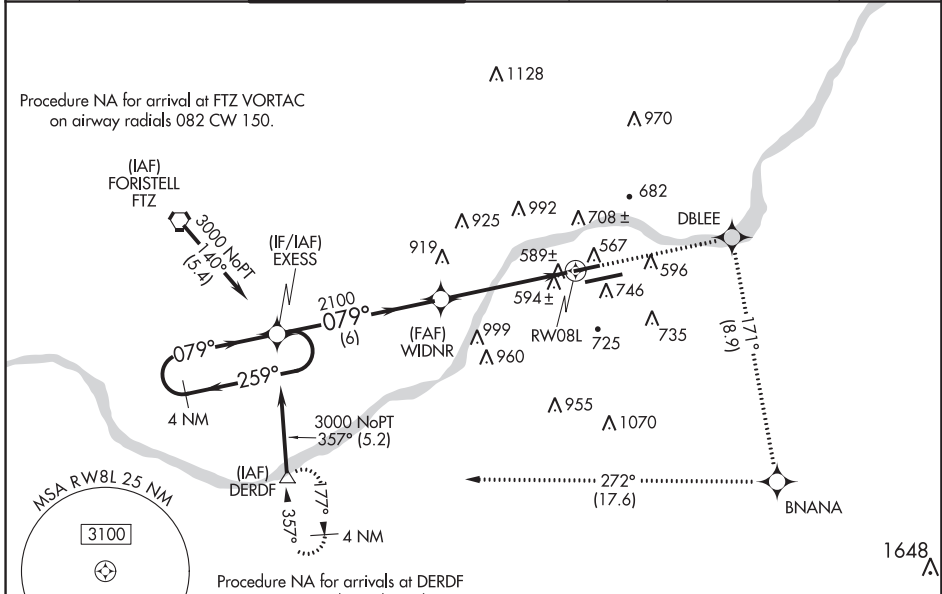 1128
Procedure NA for arrival at FTZ VORTAC
on airway radials 082 CW 150.
970
(IAF)
FORISTELL
FTZ
682
3000 NoPT
140°
(5.4)
(IF/IAF)
EXESS
925
992
708 ±
DBLEE
919
589±
567
596
594 ±
746
2100
079°
(6)
(FAF)
WIDNR
RW08L
725
735
999
960
079°
259°
4 NM
171°
(8.9)
955
1070
3000 NoPT
357° (5.2)
(IAF)
DERDF
177°
357°
4 NM
272°
(17.6)
BNANA
MSA RW8L 25 NM
3100
1648
Procedure NA for arrivals at DERDF